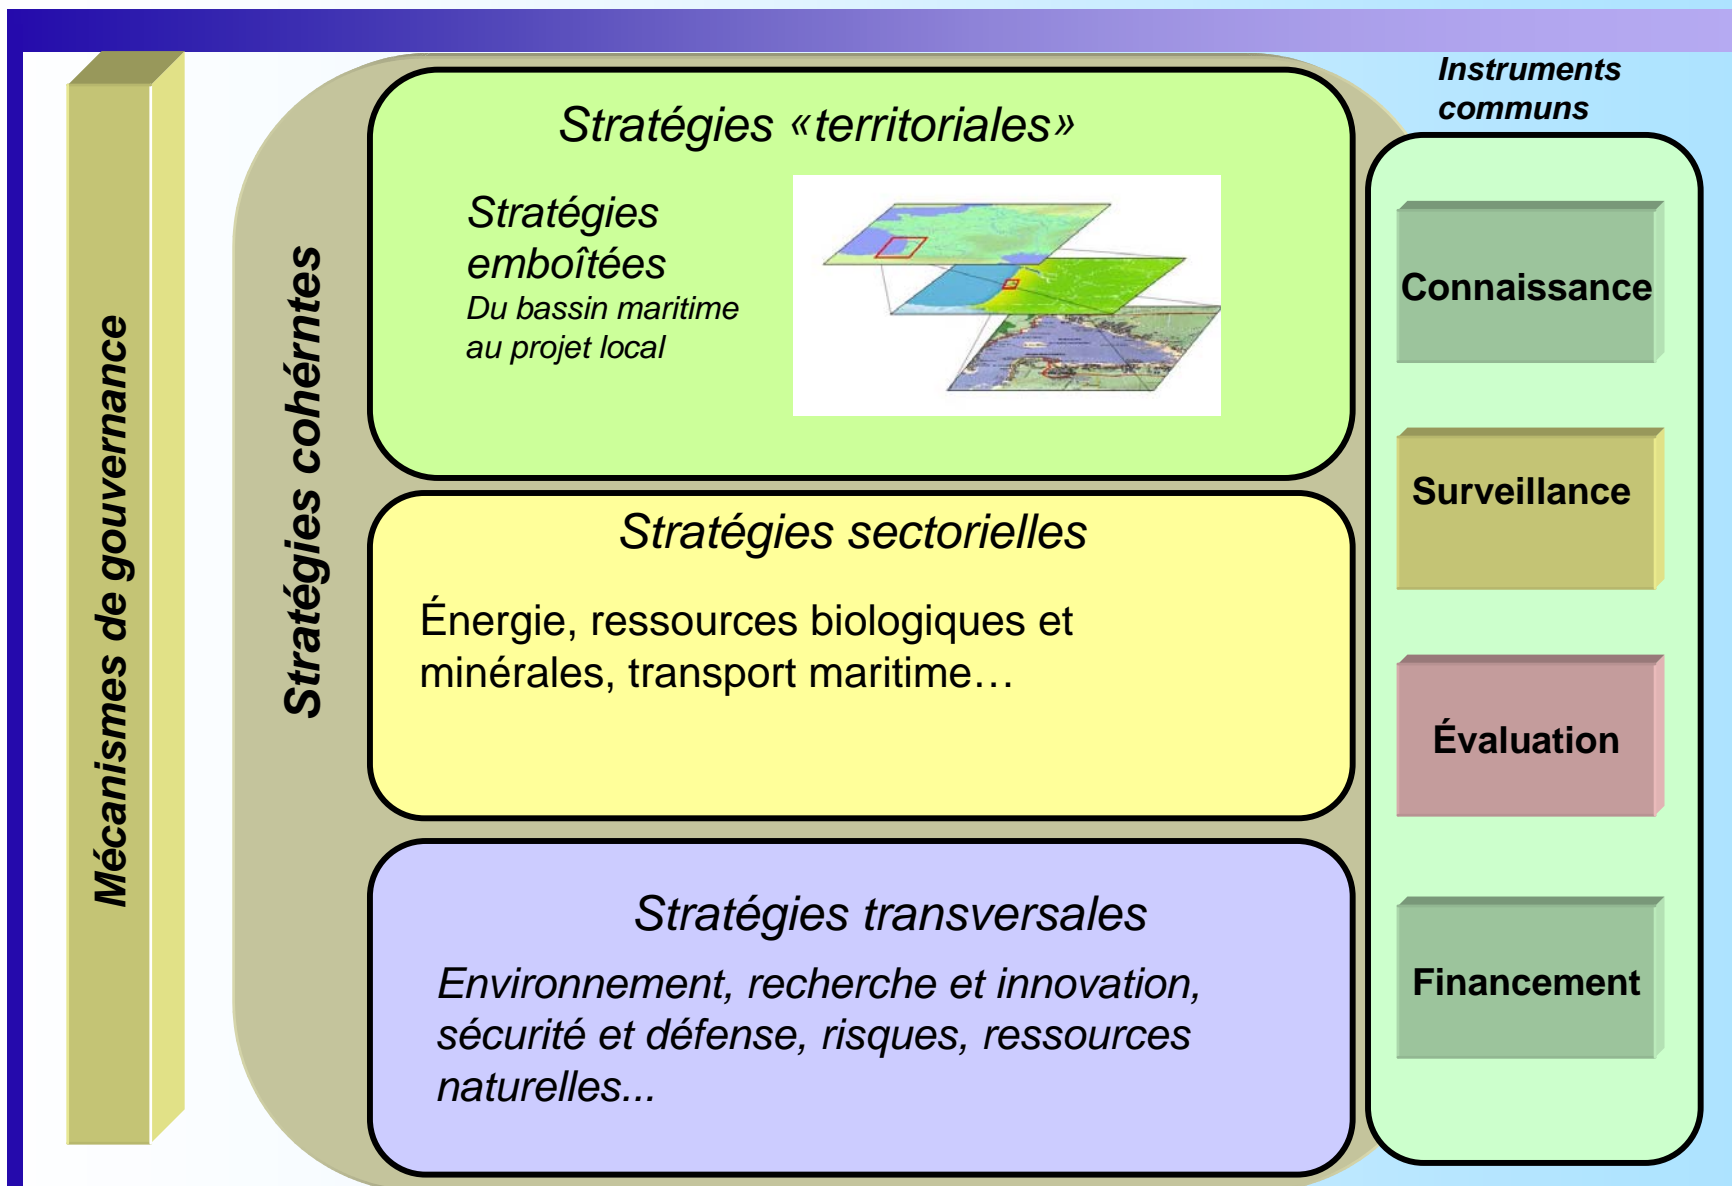 Mécanismes de gouvernance
Stratégies cohérntes
Stratégies «territoriales»
Stratégies
emboîtées
Du bassin maritime
au projet local
Stratégies sectorielles
Énergie, ressources biologiques et
minérales, transport maritime…
Stratégies transversales
Environnement, recherche et innovation,
sécurité et défense, risques, ressources
naturelles...
Instruments
communs
Connaissance
Surveillance
Évaluation
Financement